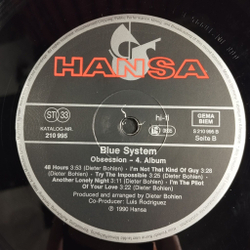 HANSA
ST 33
hi-fi
GEMA
BIEM
KATALOG-NR.
210 995
S 210 995 B
Seite B
Blue System
Obsession – 4. Album
48 Hours 3:53 (Dieter Bohlen) · I'm Not That Kind Of Guy 3:28
(Dieter Bohlen) · Try The Impossible 3:25 (Dieter Bohlen) ·
Another Lonely Night 3:11 (Dieter Bohlen) · I'm The Pilot
Of Your Love 3:22 (Dieter Bohlen)
Produced and arranged by Dieter Bohlen
Co-Producer: Luis Rodriguez
Ⓟ 1990 Hansa